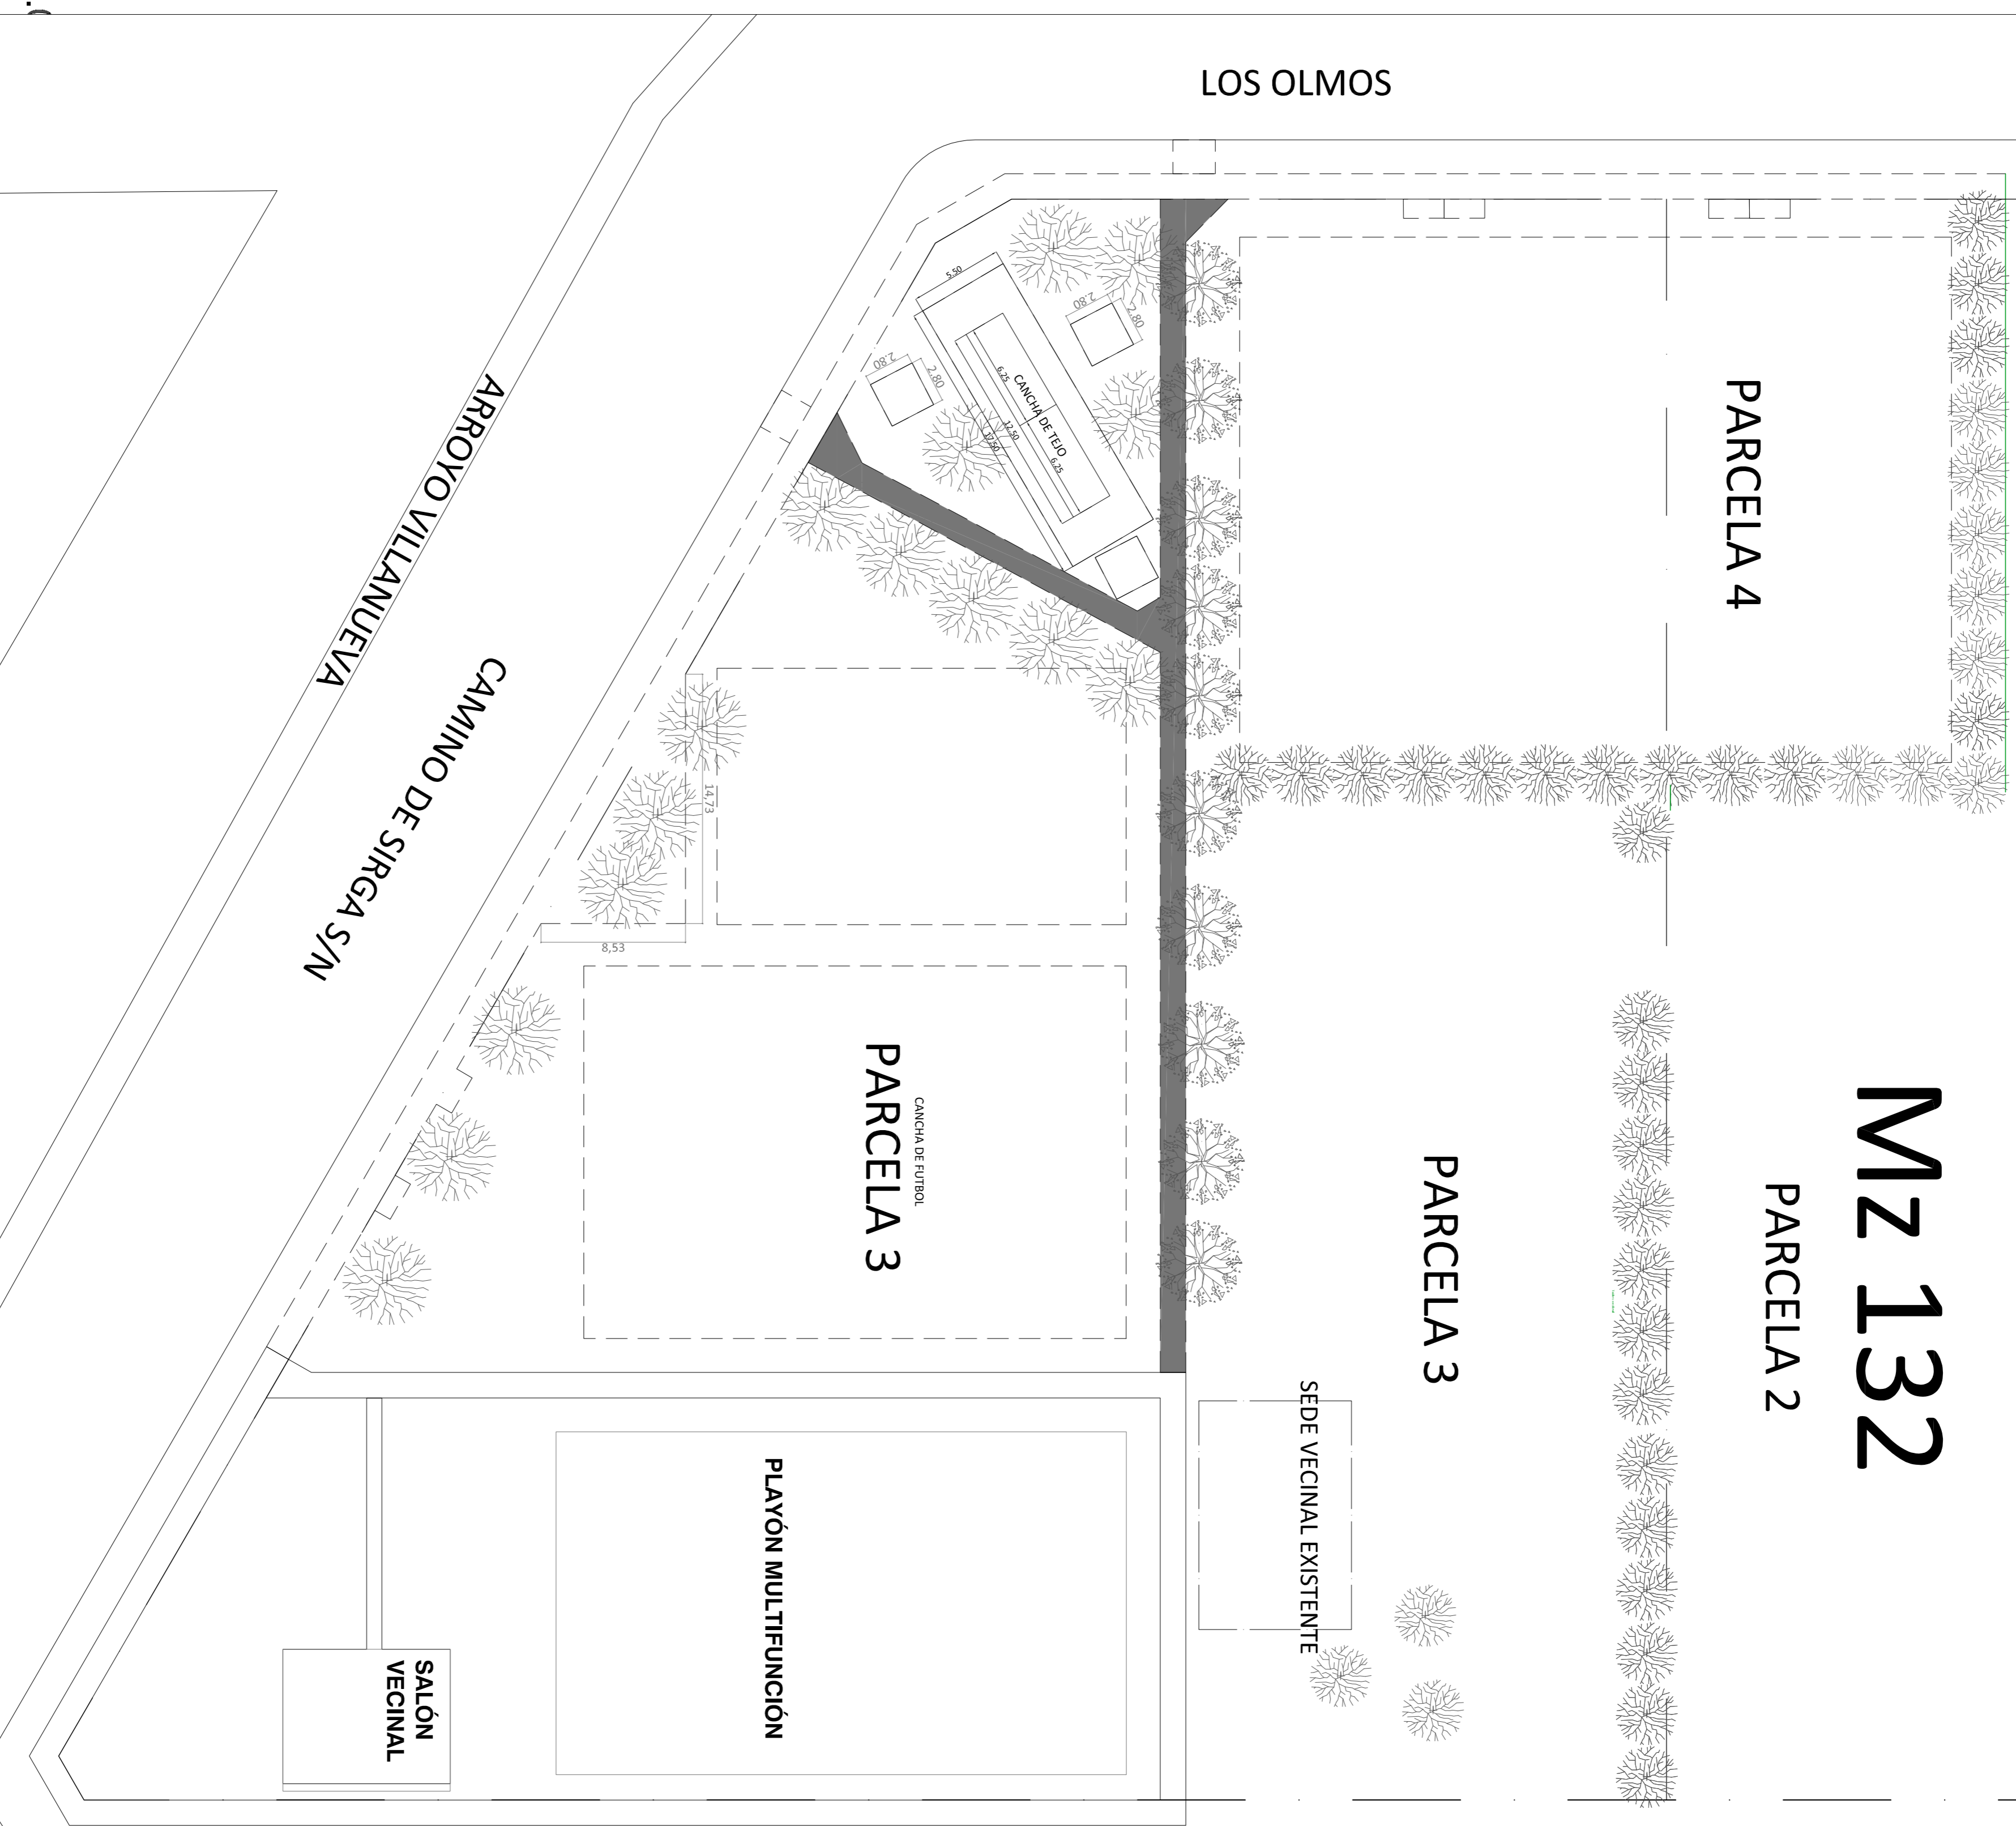 LOS OLMOS
ARROYO VILLANUEVA
CAMINO DE SIRGA S/N
5.50
2.80
2.80
2.80
2.80
6.25
CANCHA DE TEJO
12.50
17.50
6.25
PARCELA 4
14,73
8,53
PARCELA 3
CANCHA DE FUTBOL
PARCELA 3
PARCELA 2
Mz 132
SEDE VECINAL EXISTENTE
PLAYÓN MULTIFUNCIÓN
SALÓN
VECINAL